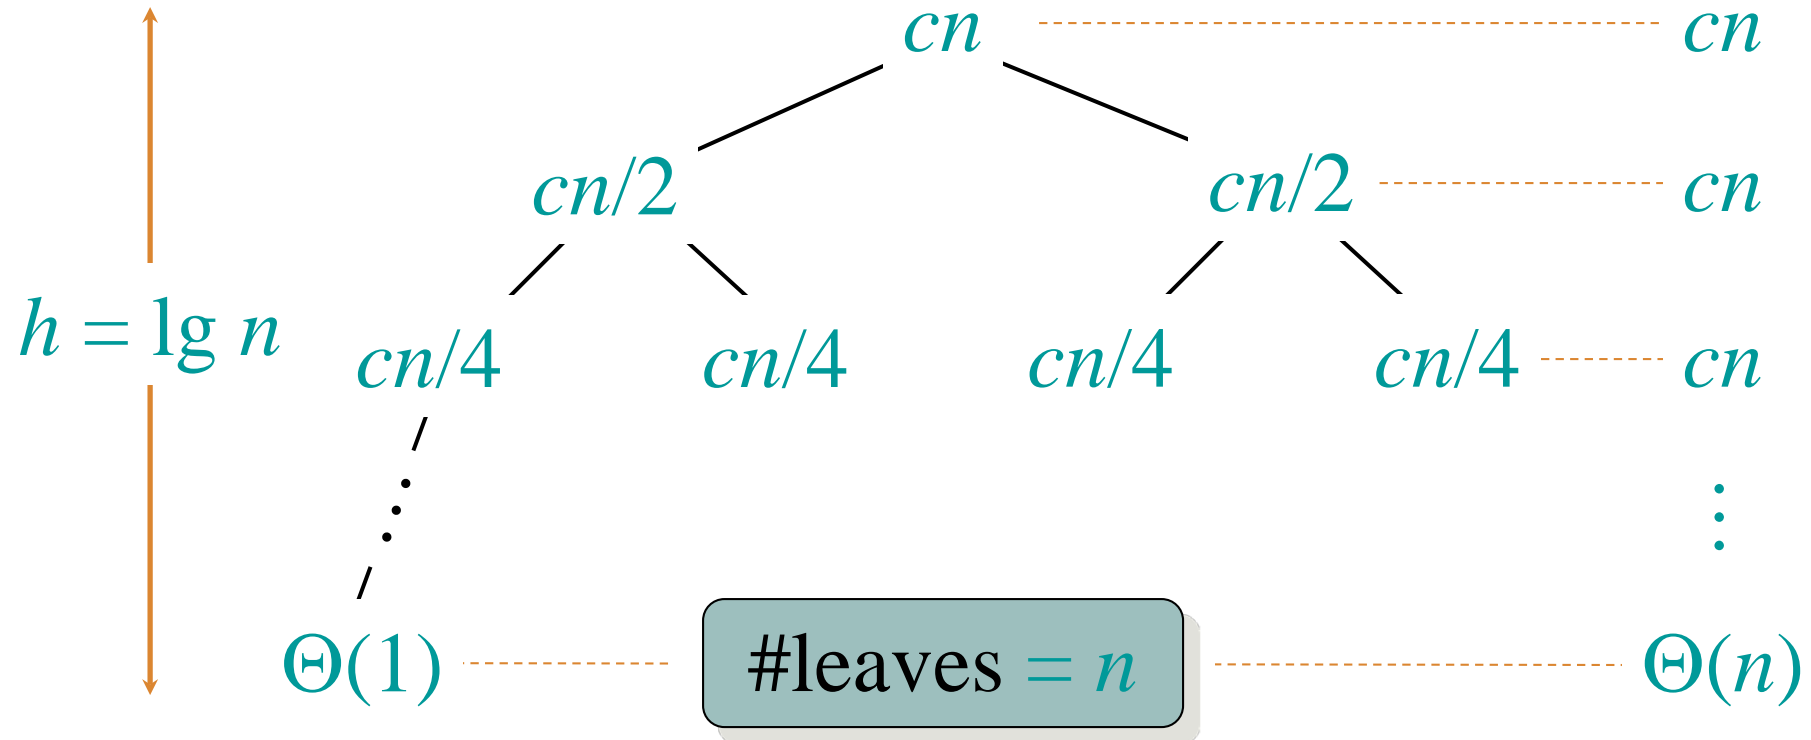 cn cn
cn/2 cn/2 cn
h = lg n
cn/4 cn/4 cn/4 cn/4 cn
Θ(1) #leaves = n Θ(n)